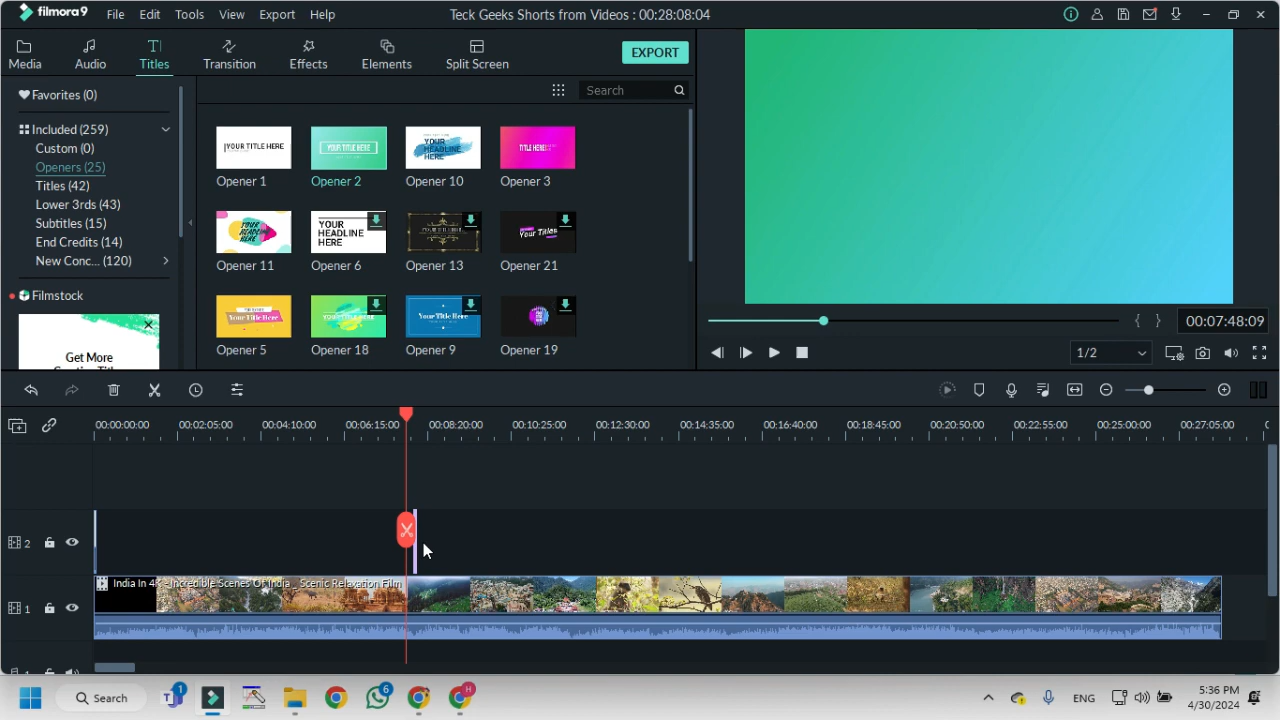 filmora9 File Edit Tools View Export Help Teck Geeks Shorts from Videos : 00:28:08:04
Media Audio Titles Transition Effects Elements Split Screen EXPORT
Favorites (0)
Included (259)
Custom (0)
Openers (25)
Titles (42)
Lower 3rds (43)
Subtitles (15)
End Credits (14)
New Conc... (120)
Filmstock
Get More
Search
YOUR TITLE HERE
YOUR TITLE HERE
YOUR HEADLINE HERE
TITLE HERE
Opener 1 Opener 2 Opener 10 Opener 3
YOUR HEADLINE HERE
YOUR HEADLINE HERE
Your Titles
Opener 11 Opener 6 Opener 13 Opener 21
Your Title Here
Your Title Here
Your Title Here
Opener 5 Opener 18 Opener 9 Opener 19
00:07:48:09
1/2
00:00:00:00 00:02:05:00 00:04:10:00 00:06:15:00 00:08:20:00 00:10:25:00 00:12:30:00 00:14:35:00 00:16:40:00 00:18:45:00 00:20:50:00 00:22:55:00 00:25:00:00 00:27:05:00
2
India In 4K - Incredible Scenes Of India _ Scenic Relaxation Film
1
Search 1 6 H ENG 5:36 PM
4/30/2024